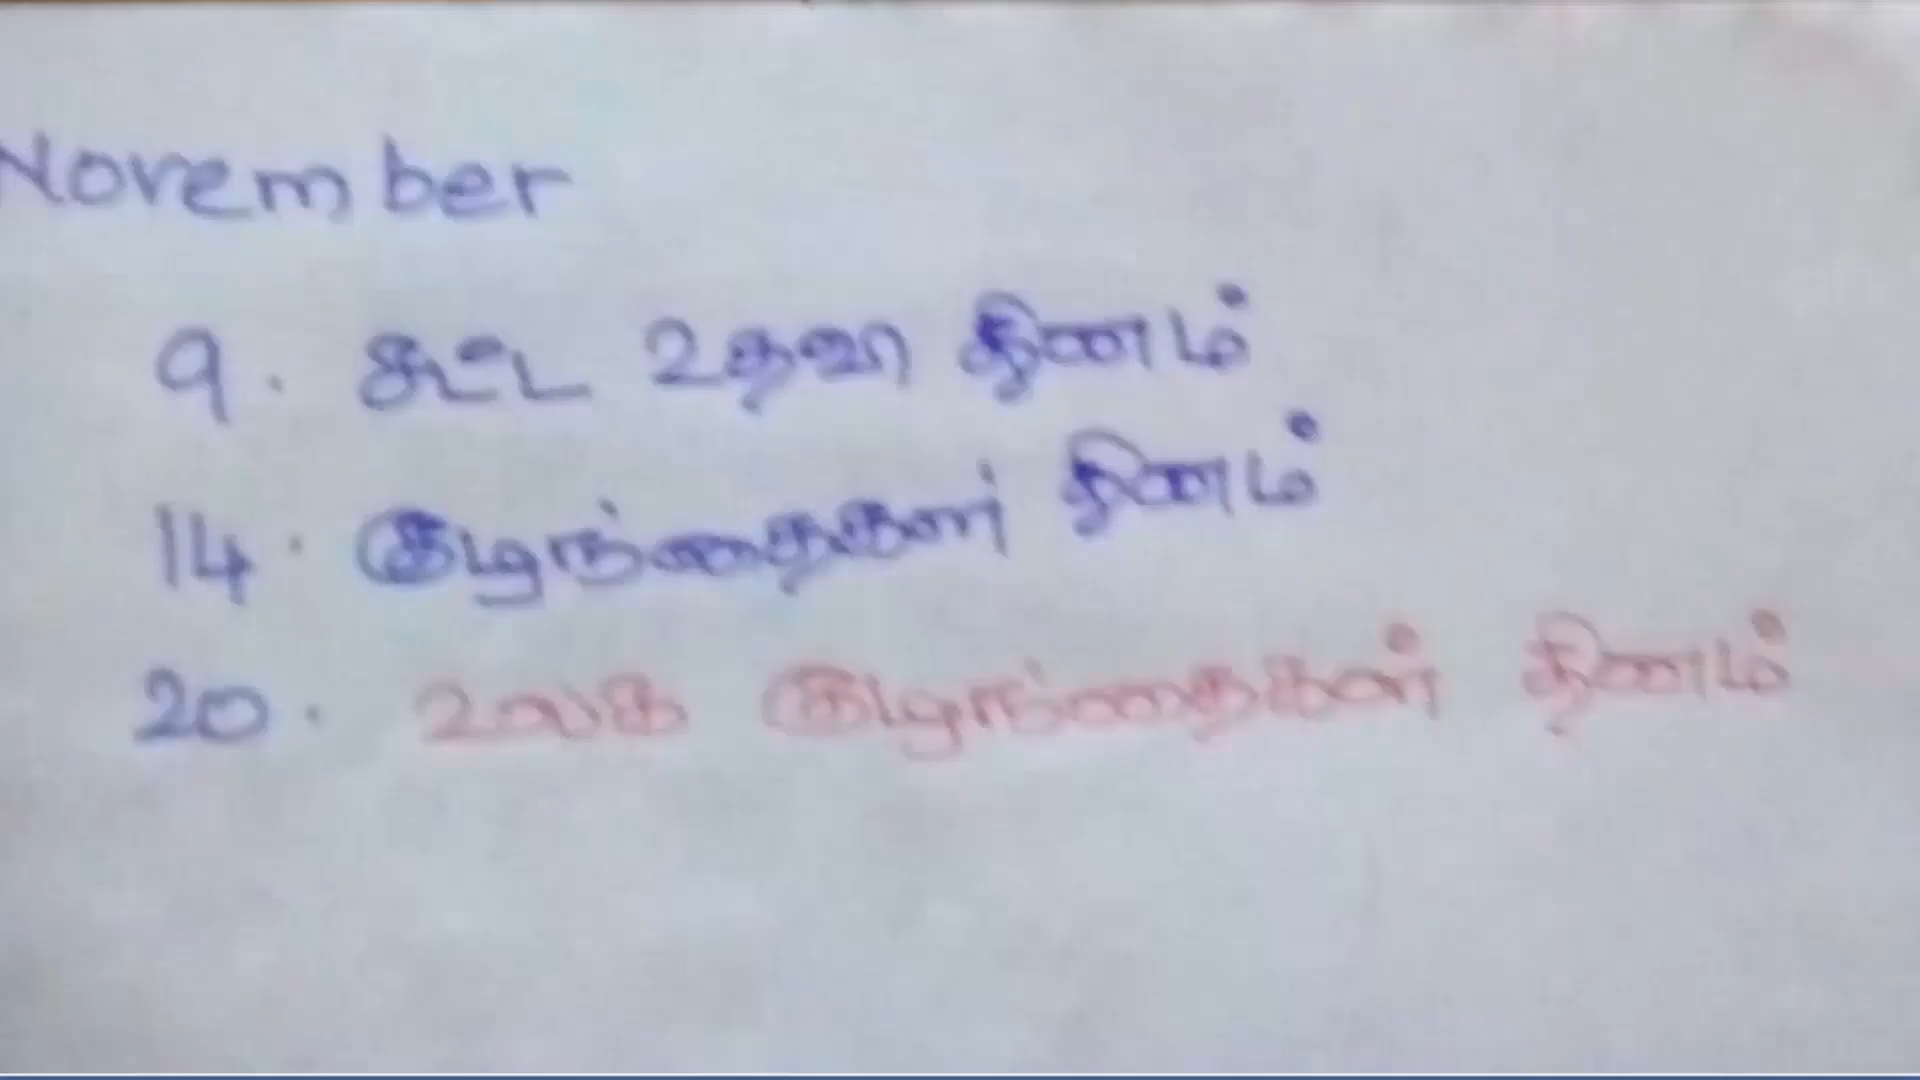 November
9. சட்ட உதவி தினம்
14. குழந்தைகள் தினம்
20. உலக குழந்தைகள் தினம்